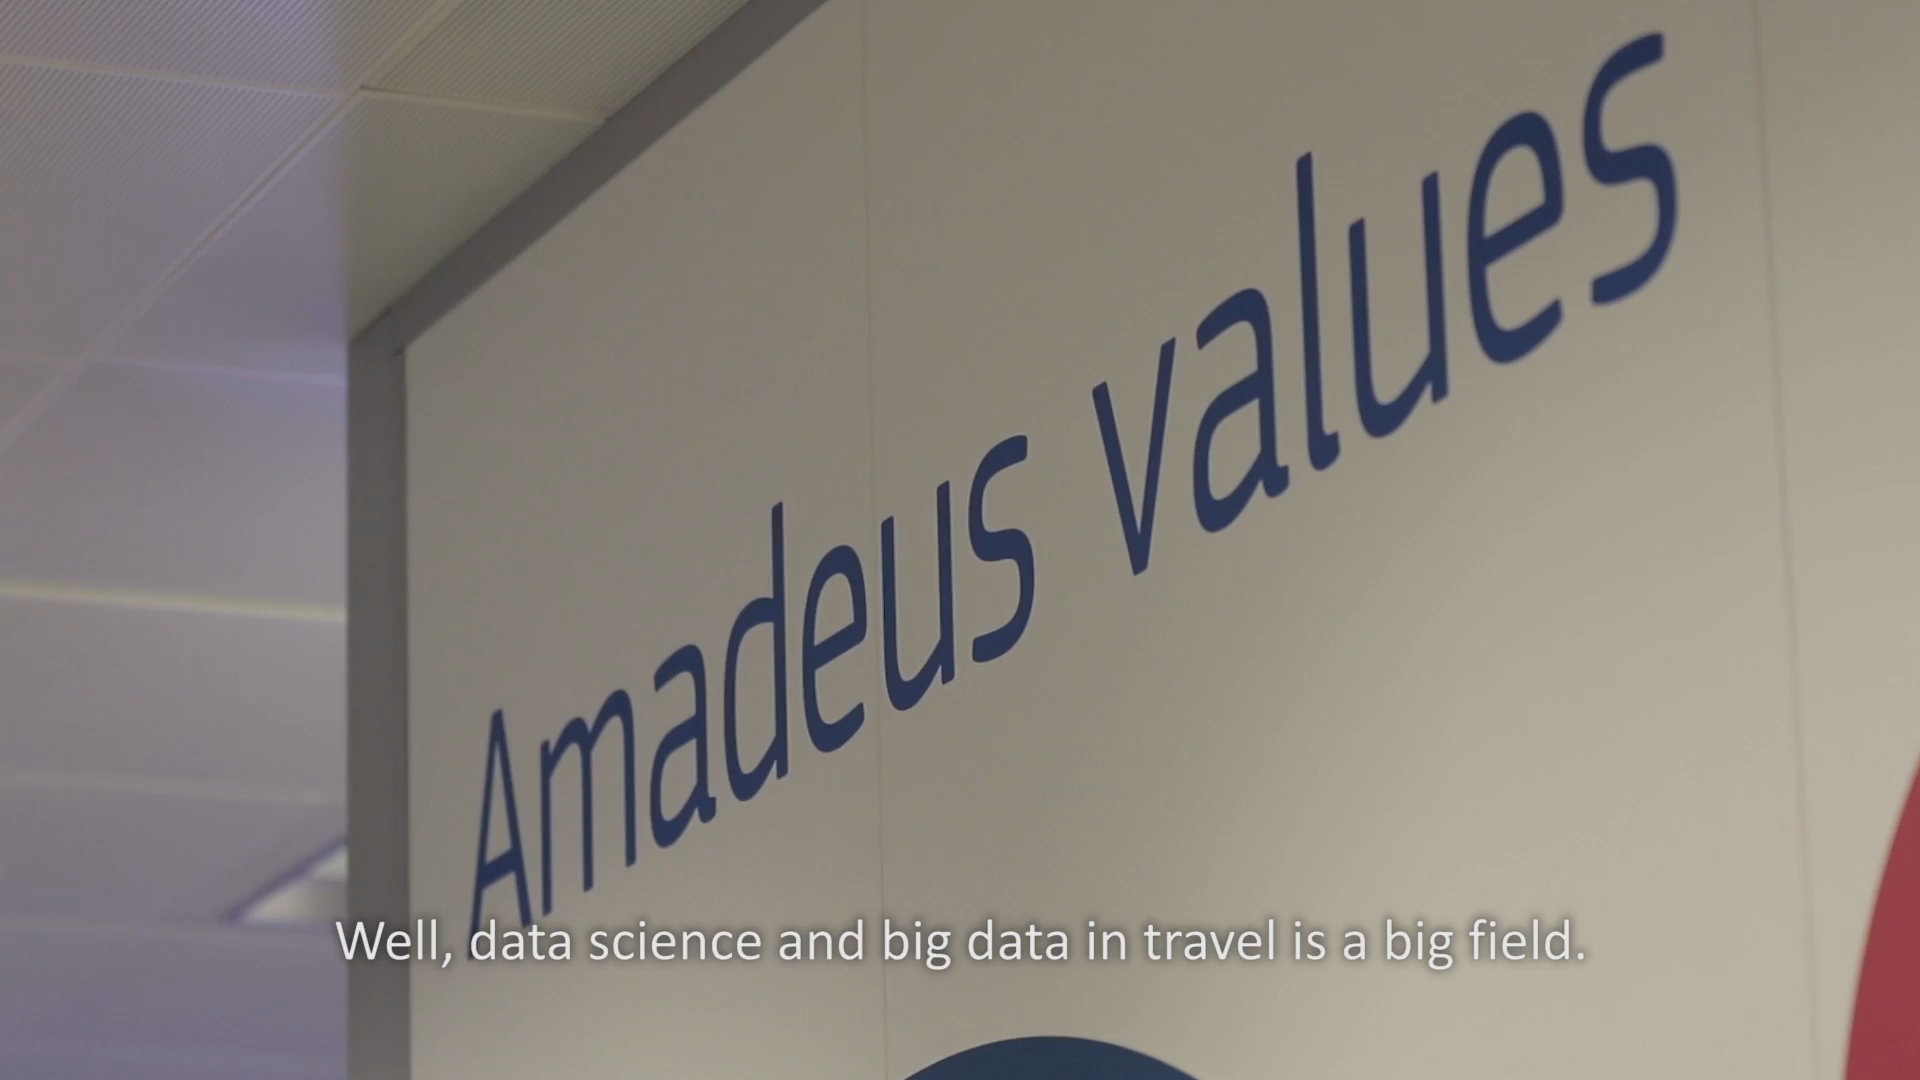 Amadeus values
Well, data science and big data in travel is a big field.